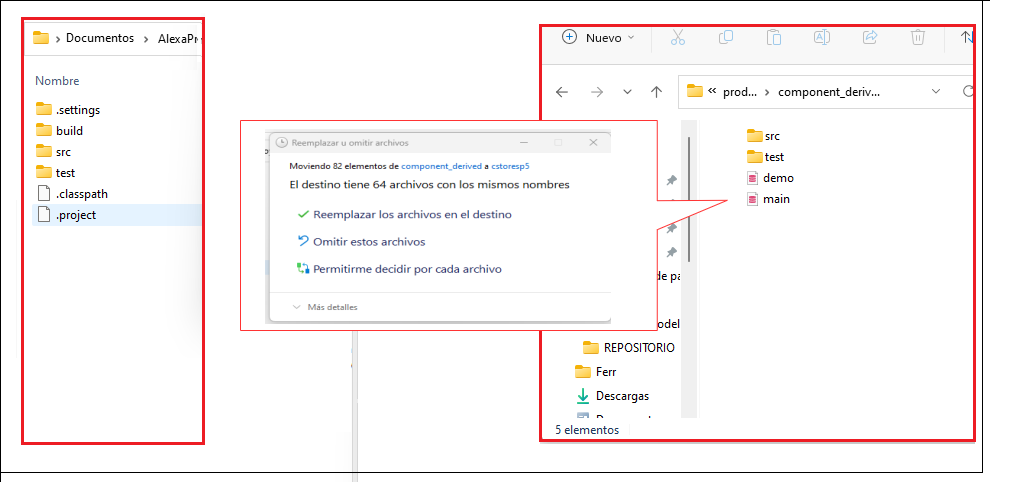 Documentos > AlexaPr
Nombre
.settings
build
src
test
.classpath
.project
Reemplazar u omitir archivos
Moviendo 82 elementos de component_derived a cstoresp5
El destino tiene 64 archivos con los mismos nombres
Reemplazar los archivos en el destino
Omitir estos archivos
Permitirme decidir por cada archivo
Más detalles
Nuevo
« prod... > component_deriv...
src
test
demo
main
de pa
odel
REPOSITORIO
Ferr
Descargas
5 elementos